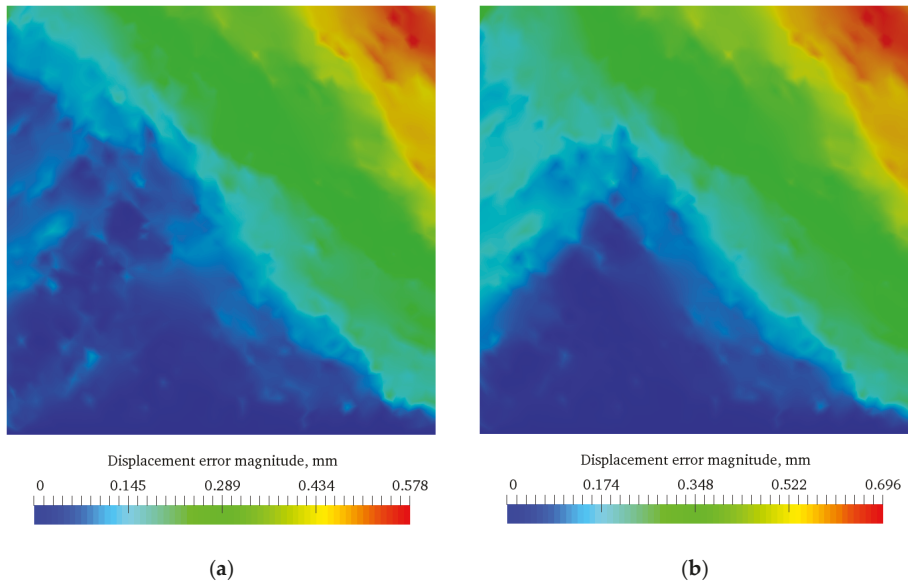 Displacement error magnitude, mm
0 0.145 0.289 0.434 0.578
(a)
Displacement error magnitude, mm
0 0.174 0.348 0.522 0.696
(b)